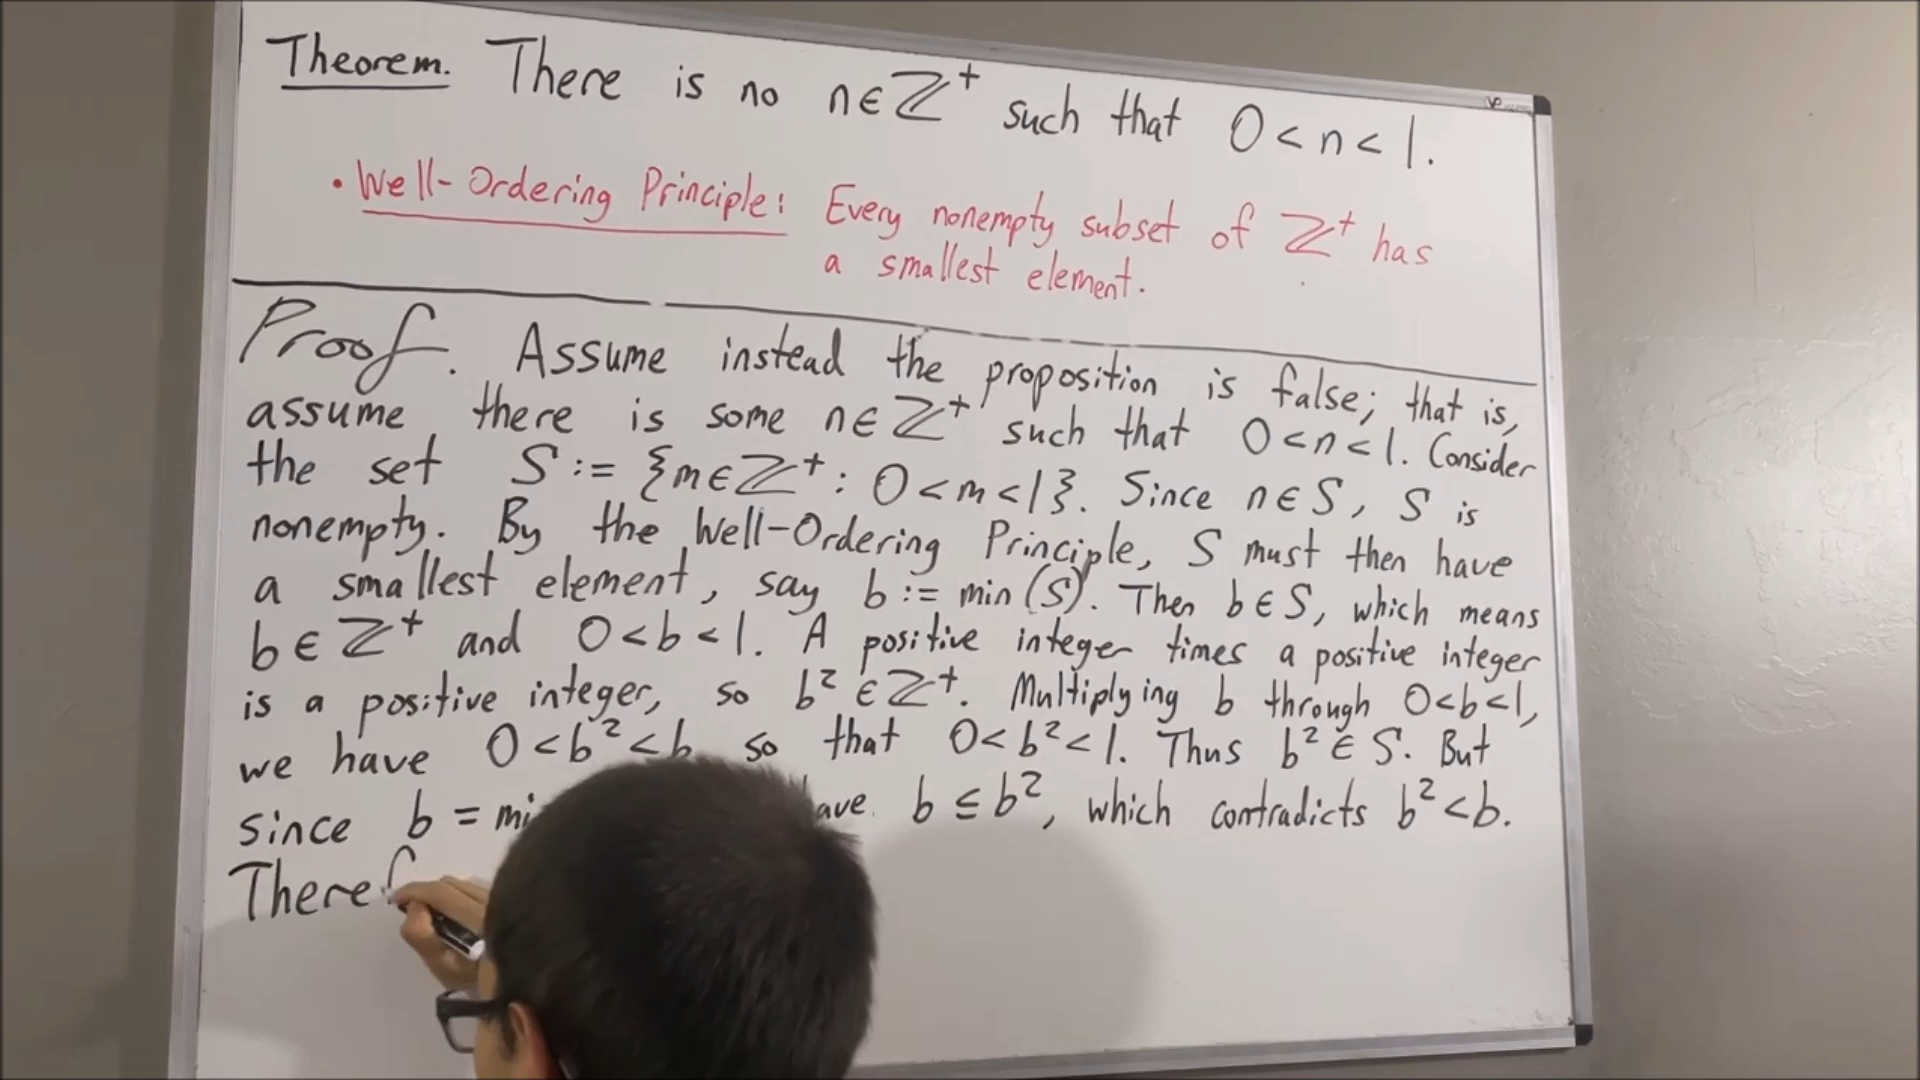 Theorem. There is no n∈ℤ⁺ such that 0<n<1.
• Well-Ordering Principle: Every nonempty subset of ℤ⁺ has
a smallest element.
Proof. Assume instead the proposition is false; that is,
assume there is some n∈ℤ⁺ such that 0<n<1. Consider
the set S := {m∈ℤ⁺ : 0<m<1}. Since n∈S, S is
nonempty. By the Well-Ordering Principle, S must then have
a smallest element, say b := min(S). Then b∈S, which means
b∈ℤ⁺ and 0<b<1. A positive integer times a positive integer
is a positive integer, so b²∈ℤ⁺. Multiplying b through 0<b<1,
we have 0<b²<b so that 0<b²<1. Thus b²∈S. But
since b = b≤b², which contradicts b²<b.
Theref